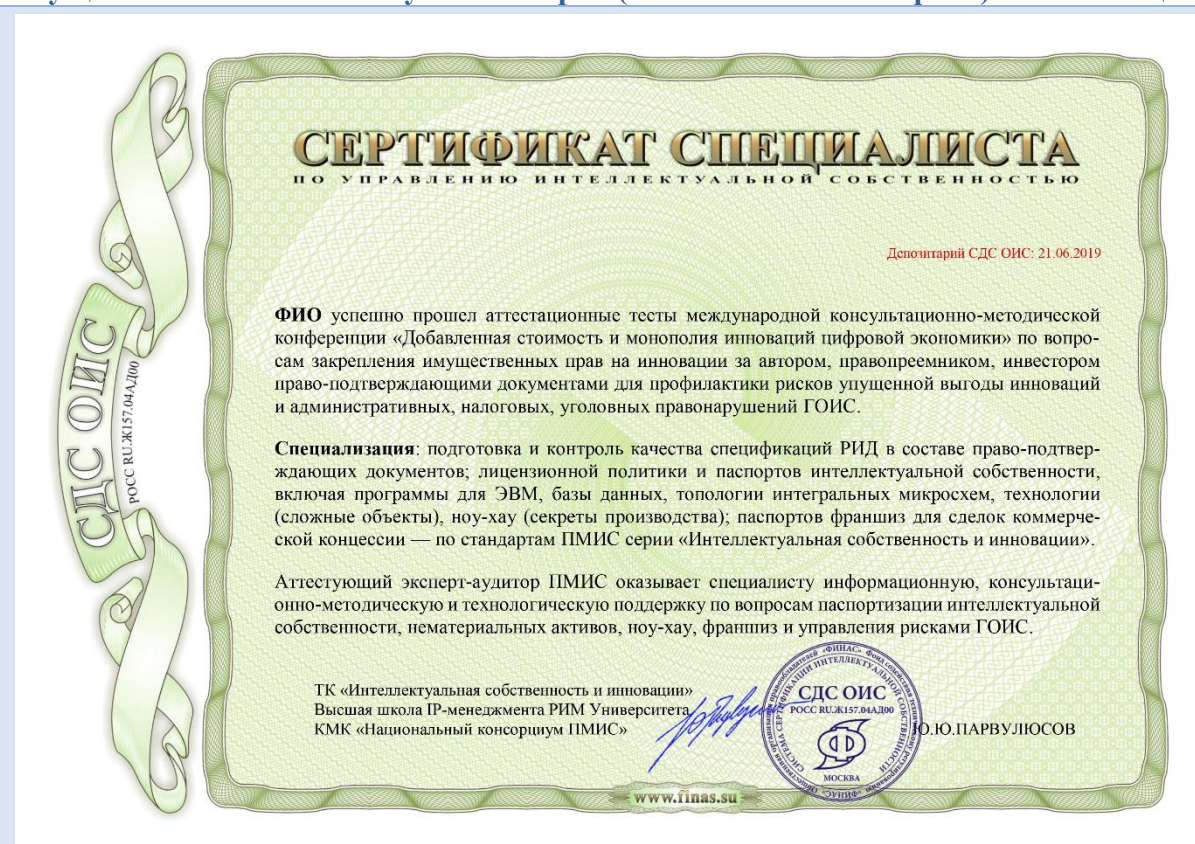 СЕРТИФИКАТ СПЕЦИАЛИСТА
ПО УПРАВЛЕНИЮ ИНТЕЛЛЕКТУАЛЬНОЙ СОБСТВЕННОСТЬЮ
Депозитарий СДС ОИС: 21.06.2019
ФИО успешно прошел аттестационные тесты международной консультационно-методической
конференции «Добавленная стоимость и монополия инноваций цифровой экономики» по вопро-
сам закрепления имущественных прав на инновации за автором, правопреемником, инвестором
право-подтверждающими документами для профилактики рисков упущенной выгоды инноваций
и административных, налоговых, уголовных правонарушений ГОИС.
Специализация: подготовка и контроль качества спецификаций РИД в составе право-подтвер-
ждающих документов; лицензионной политики и паспортов интеллектуальной собственности,
включая программы для ЭВМ, базы данных, топологии интегральных микросхем, технологии
(сложные объекты), ноу-хау (секреты производства); паспортов франшиз для сделок коммерче-
ской концессии — по стандартам ПМИС серии «Интеллектуальная собственность и инновации».
Аттестующий эксперт-аудитор ПМИС оказывает специалисту информационную, консультаци-
онно-методическую и технологическую поддержку по вопросам паспортизации интеллектуальной
собственности, нематериальных активов, ноу-хау, франшиз и управления рисками ГОИС.
ТК «Интеллектуальная собственность и инновации»
Высшая школа IP-менеджмента РИМ Университета
КМК «Национальный консорциум ПМИС»
Ю.Ю.ПАРВУЛЮСОВ
СДС ОИС
РОСС RU.Ж157.04АД00
МОСКВА
СИСТЕМА СЕРТИФИКАЦИИ ИНТЕЛЛЕКТУАЛЬНОЙ СОБСТВЕННОСТИ
www.finas.su
СДС ОИС
РОСС RU.Ж157.04АД00